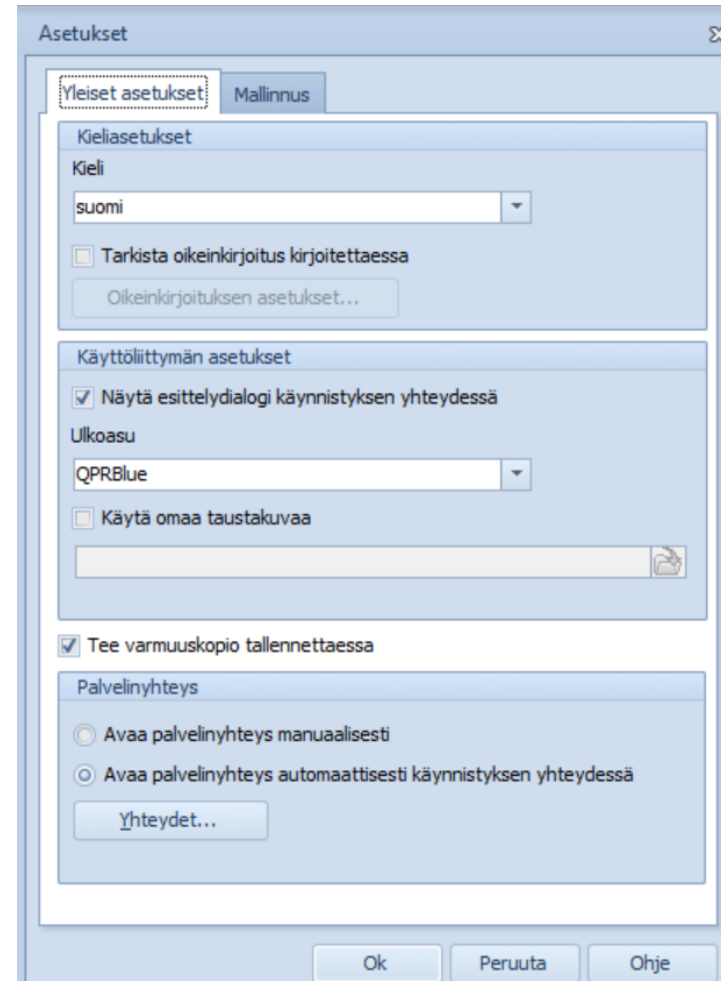 Asetukset
Yleiset asetukset
Mallinnus
Kieliasetukset
Kieli
suomi
Tarkista oikeinkirjoitus kirjoitettaessa
Oikeinkirjoituksen asetukset...
Käyttöliittymän asetukset
Näytä esittelydialogi käynnistyksen yhteydessä
Ulkoasu
QPRBlue
Käytä omaa taustakuvaa
Tee varmuuskopio tallennettaessa
Palvelinyhteys
Avaa palvelinyhteys manuaalisesti
Avaa palvelinyhteys automaattisesti käynnistyksen yhteydessä
Yhteydet...
Ok
Peruuta
Ohje